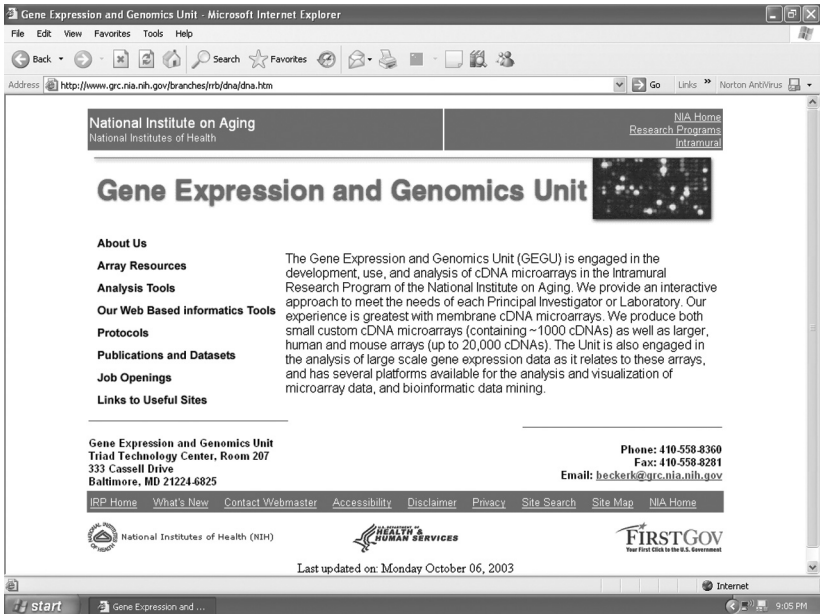 Gene Expression and Genomics Unit - Microsoft Internet Explorer
File Edit View Favorites Tools Help
Back Search Favorites
Address http://www.grc.nia.nih.gov/branches/rrb/dna/dna.htm Go Links » Norton AntiVirus
National Institute on Aging
National Institutes of Health
NIA Home
Research Programs
Intramural
Gene Expression and Genomics Unit
About Us
Array Resources
Analysis Tools
Our Web Based informatics Tools
Protocols
Publications and Datasets
Job Openings
Links to Useful Sites
The Gene Expression and Genomics Unit (GEGU) is engaged in the
development, use, and analysis of cDNA microarrays in the Intramural
Research Program of the National Institute on Aging. We provide an interactive
approach to meet the needs of each Principal Investigator or Laboratory. Our
experience is greatest with membrane cDNA microarrays. We produce both
small custom cDNA microarrays (containing ~1000 cDNAs) as well as larger,
human and mouse arrays (up to 20,000 cDNAs). The Unit is also engaged in
the analysis of large scale gene expression data as it relates to these arrays,
and has several platforms available for the analysis and visualization of
microarray data, and bioinformatic data mining.
Gene Expression and Genomics Unit
Triad Technology Center, Room 207
333 Cassell Drive
Baltimore, MD 21224-6825
Phone: 410-558-8360
Fax: 410-558-8281
Email: beckerk@grc.nia.nih.gov
IRP Home What's New Contact Webmaster Accessibility Disclaimer Privacy Site Search Site Map NIA Home
National Institutes of Health (NIH)
U.S. DEPARTMENT OF
HEALTH &
HUMAN SERVICES
FIRSTGOV
Your First Click to the U.S. Government
Last updated on: Monday October 06, 2003
Internet
start Gene Expression and ... 9:05 PM